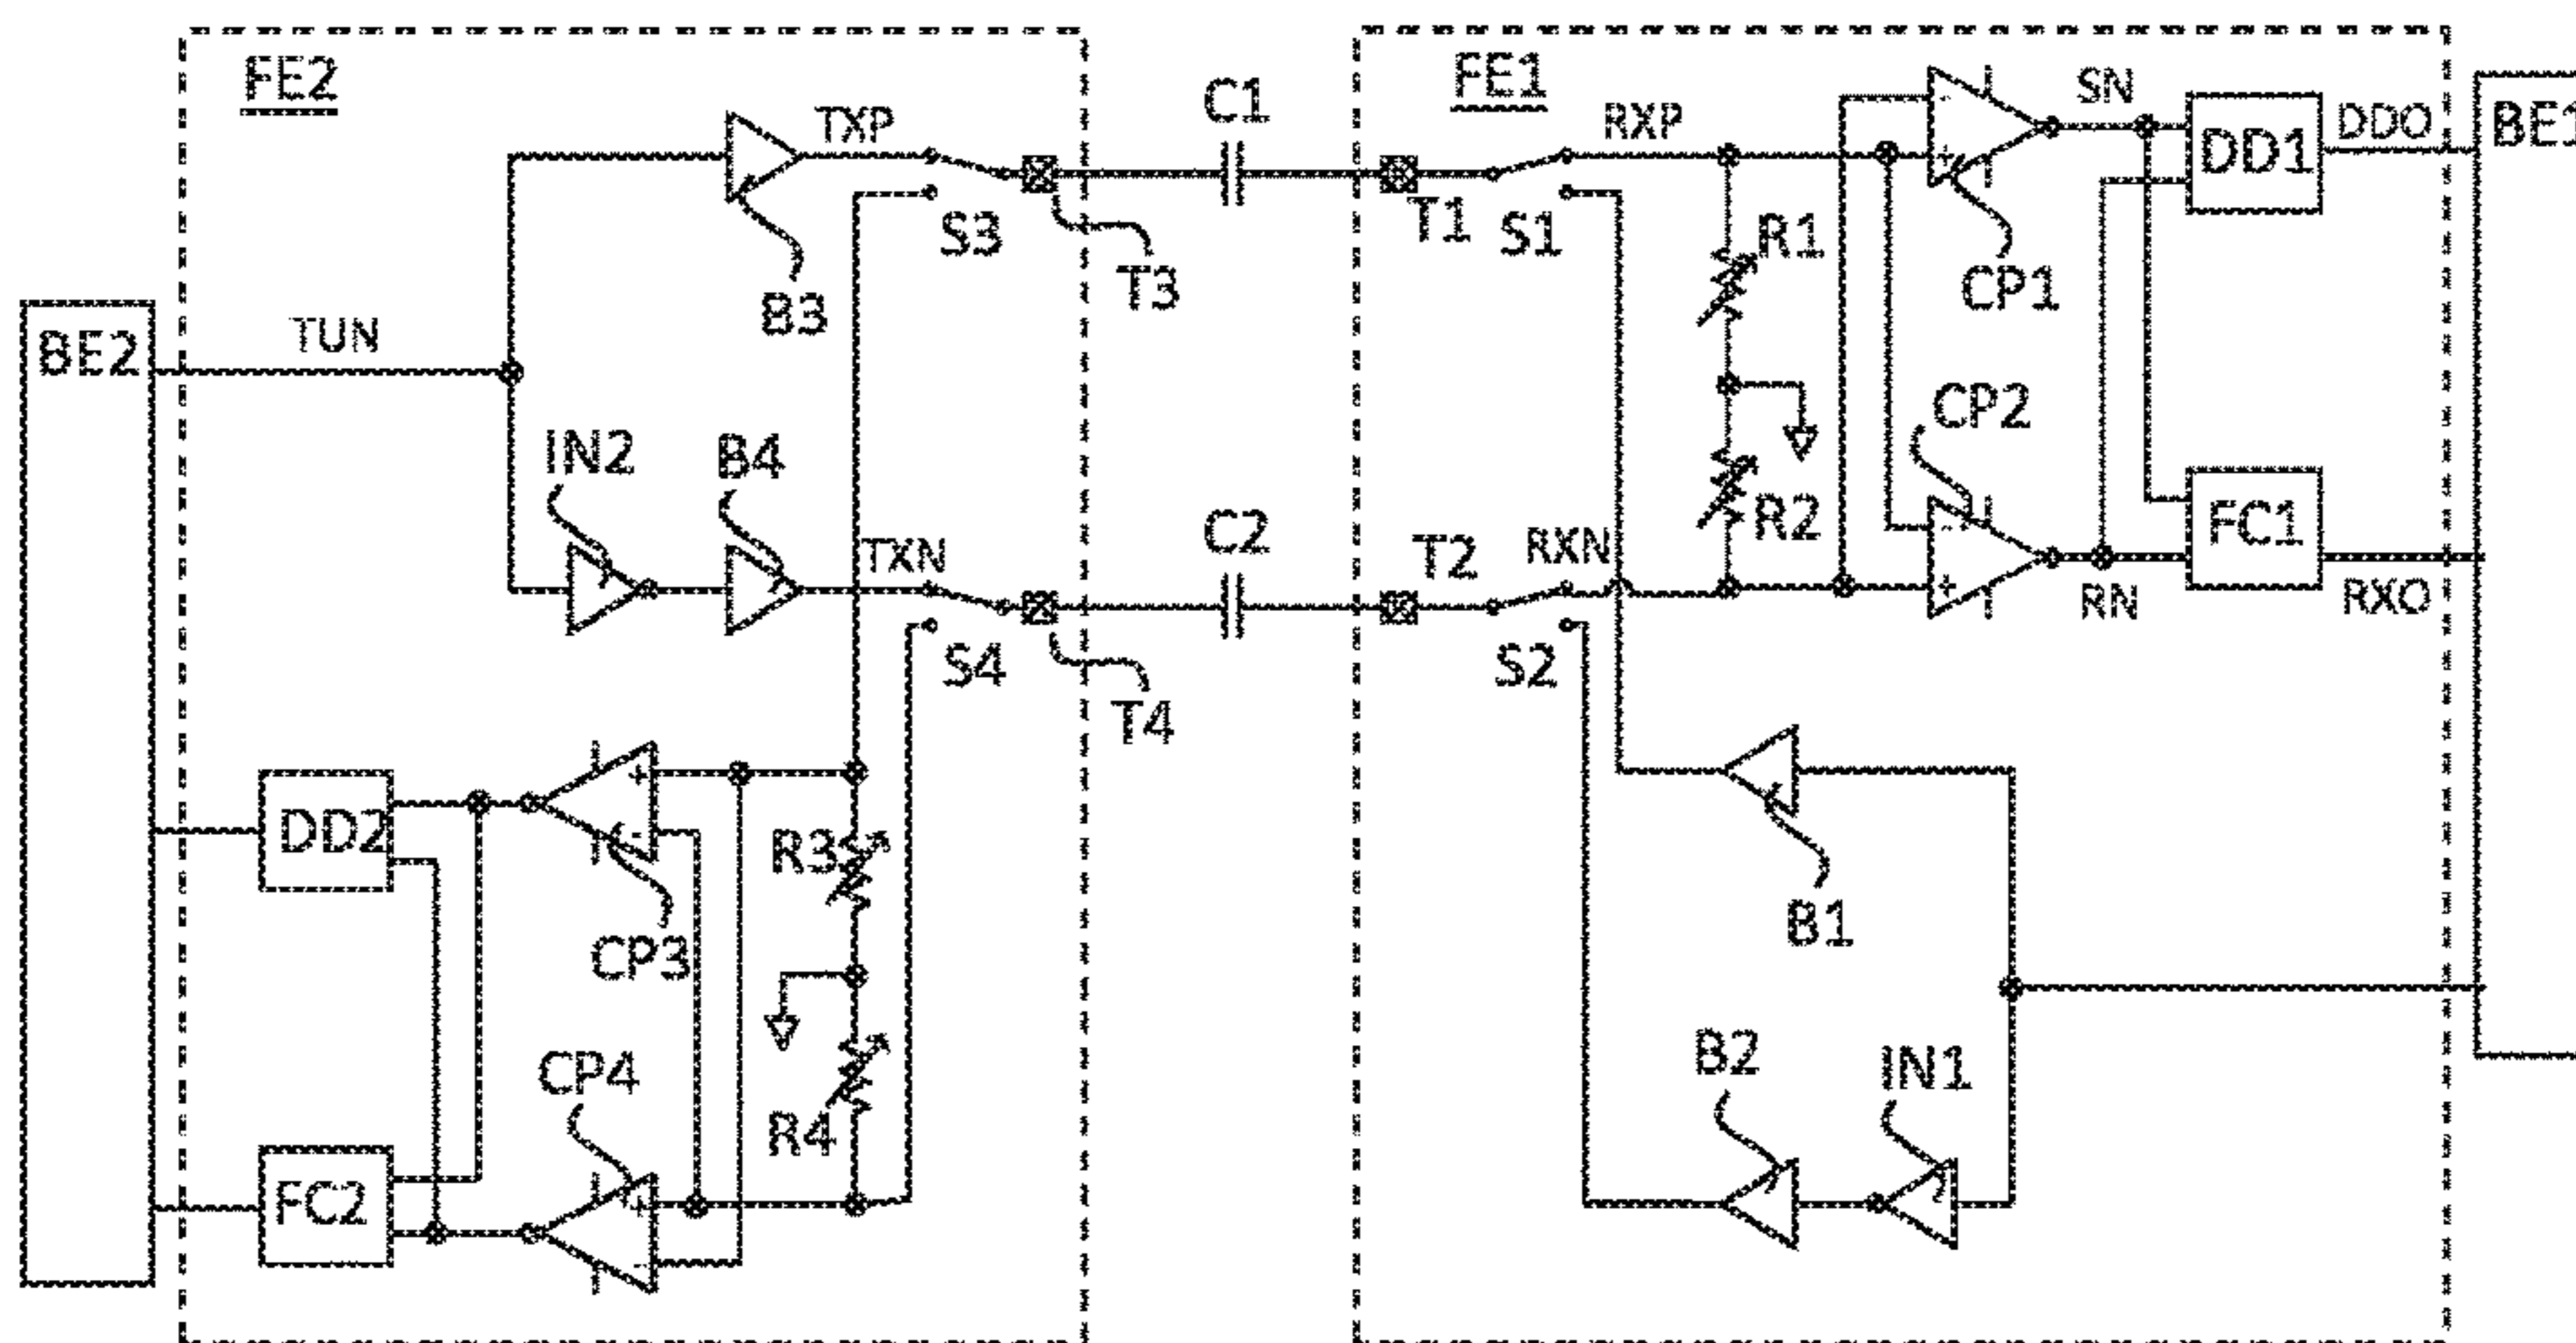 FE2
FE1
C1
TXP
RXP
SN
DD1
DDO
BE1
S3
T3
T1
S1
R1
CP1
B3
TUN
BE2
IN2
B4
TXN
C2
T2
RXN
CP2
R2
FC1
RN
RXO
S4
T4
S2
DD2
CP3
R3
B1
CP4
R4
B2
IN1
FC2